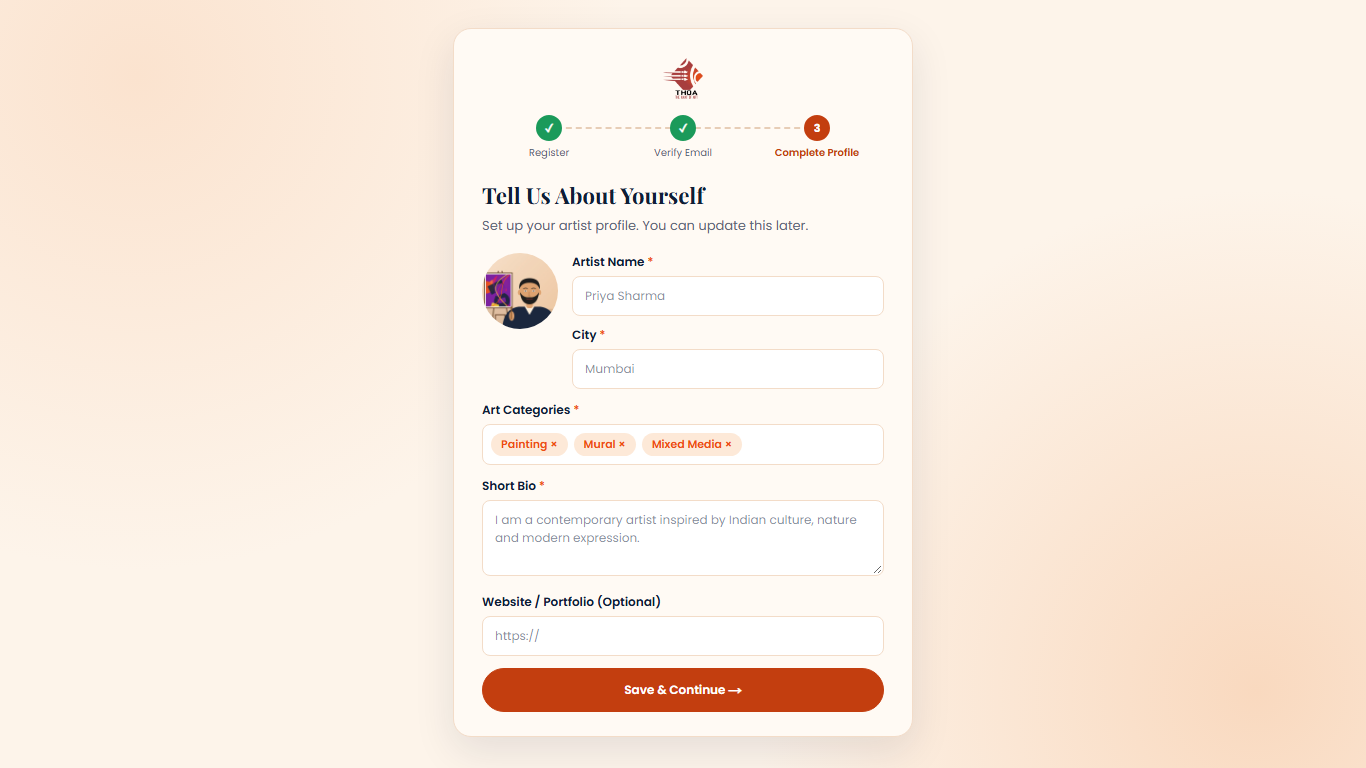 THOA
✓
✓
3
Register
Verify Email
Complete Profile
Tell Us About Yourself
Set up your artist profile. You can update this later.
Artist Name *
Priya Sharma
City *
Mumbai
Art Categories *
Painting × Mural × Mixed Media ×
Short Bio *
I am a contemporary artist inspired by Indian culture, nature
and modern expression.
Website / Portfolio (Optional)
https://
Save & Continue →